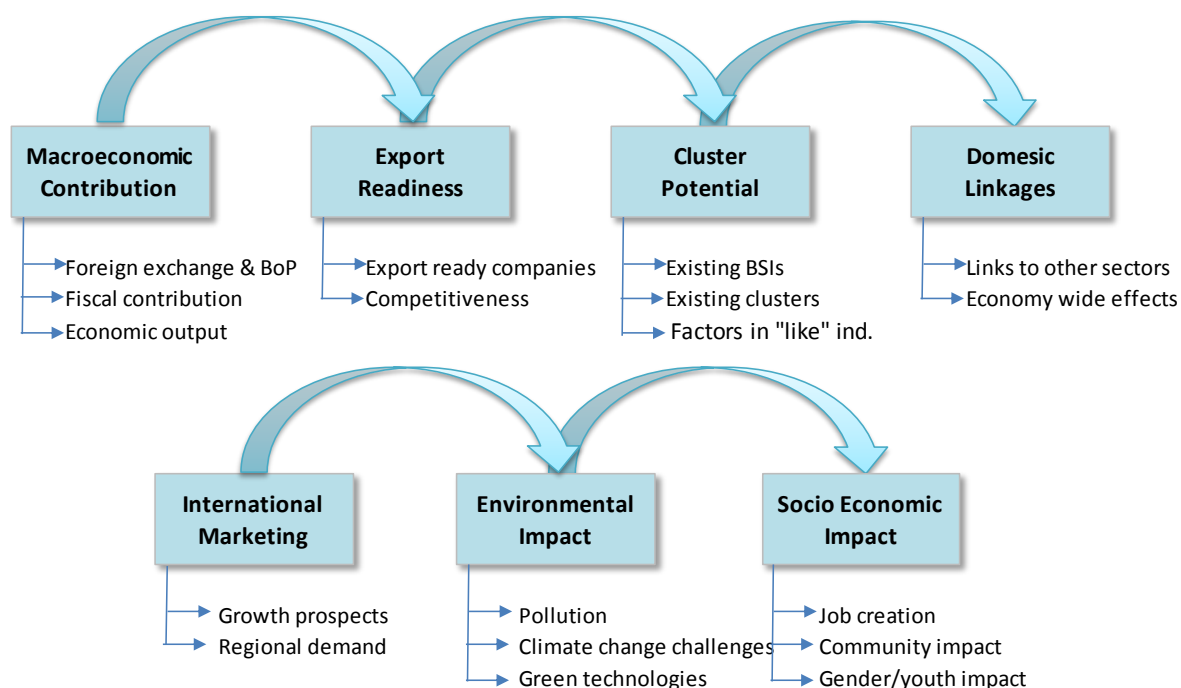 Macroeconomic
Contribution
Foreign exchange & BoP
Fiscal contribution
Economic output
Export
Readiness
Export ready companies
Competitiveness
Cluster
Potential
Existing BSIs
Existing clusters
Factors in "like" ind.
Domesic
Linkages
Links to other sectors
Economy wide effects
International
Marketing
Growth prospects
Regional demand
Environmental
Impact
Pollution
Climate change challenges
Green technologies
Socio Economic
Impact
Job creation
Community impact
Gender/youth impact